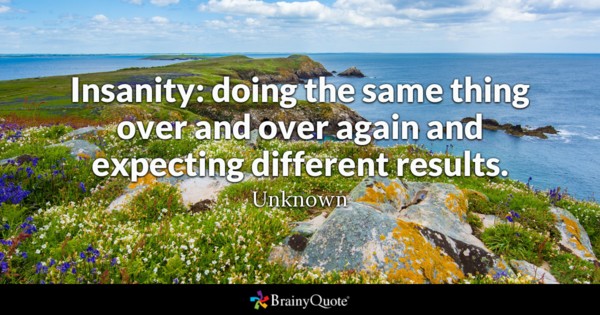 Insanity: doing the same thing
over and over again and
expecting different results.
Unknown
BrainyQuote®